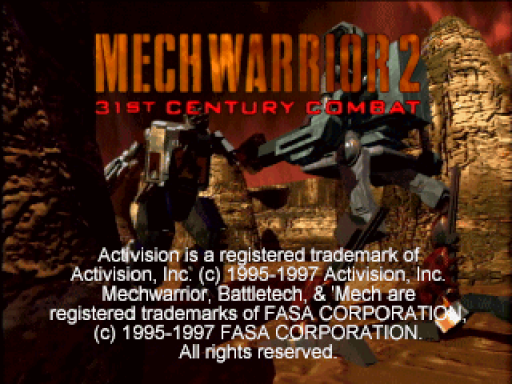 MECHWARRIOR 2
31ST CENTURY COMBAT
Activision is a registered trademark of
Activision, Inc. (c) 1995-1997 Activision, Inc.
Mechwarrior, Battletech, & 'Mech are
registered trademarks of FASA CORPORATION,
(c) 1995-1997 FASA CORPORATION.
All rights reserved.